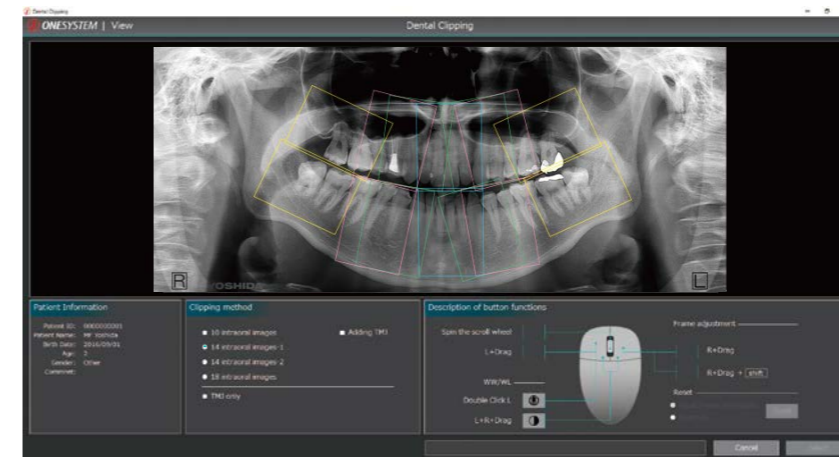 Dental Clipping
ONESYSTEM | View
Dental Clipping
R
YOSHIDA
L
Patient Information
Patient ID: 0000000001
Patient Name: MF Yoshida
Birth Date: 2016/09/01
Age: 2
Gender: Other
Comment:
Clipping method
10 intraoral images
Adding TMJ
14 intraoral images-1
14 intraoral images-2
18 intraoral images
TMJ only
Description of button functions
Spin the scroll wheel
L+Drag
WW/WL
Double Click L
L+R+Drag
Frame adjustment
R+Drag
R+Drag + shift
Reset
Cancel